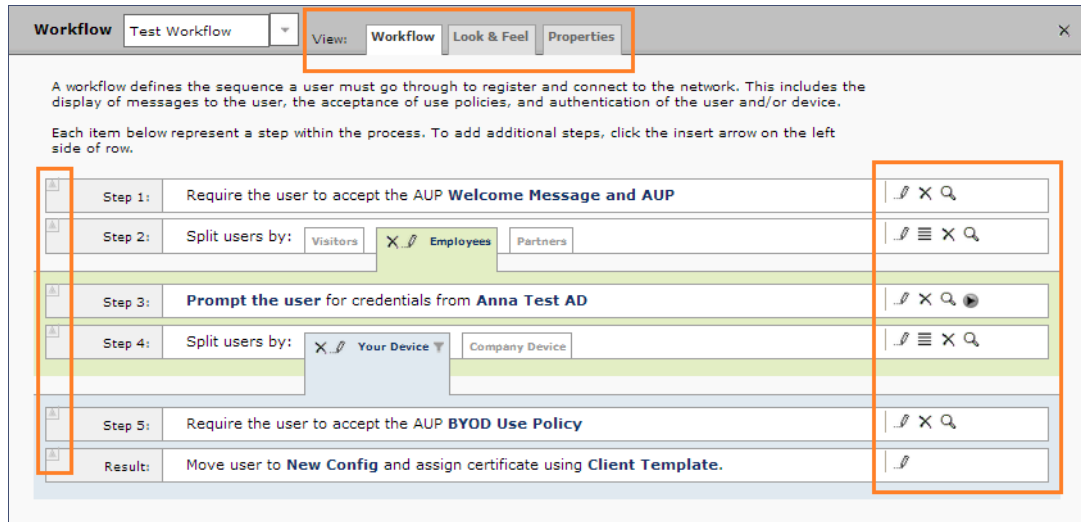 Workflow Test Workflow View: Workflow Look & Feel Properties
A workflow defines the sequence a user must go through to register and connect to the network. This includes the
display of messages to the user, the acceptance of use policies, and authentication of the user and/or device.
Each item below represent a step within the process. To add additional steps, click the insert arrow on the left
side of row.
Step 1: Require the user to accept the AUP Welcome Message and AUP
Step 2: Split users by: Visitors Employees Partners
Step 3: Prompt the user for credentials from Anna Test AD
Step 4: Split users by: Your Device Company Device
Step 5: Require the user to accept the AUP BYOD Use Policy
Result: Move user to New Config and assign certificate using Client Template.